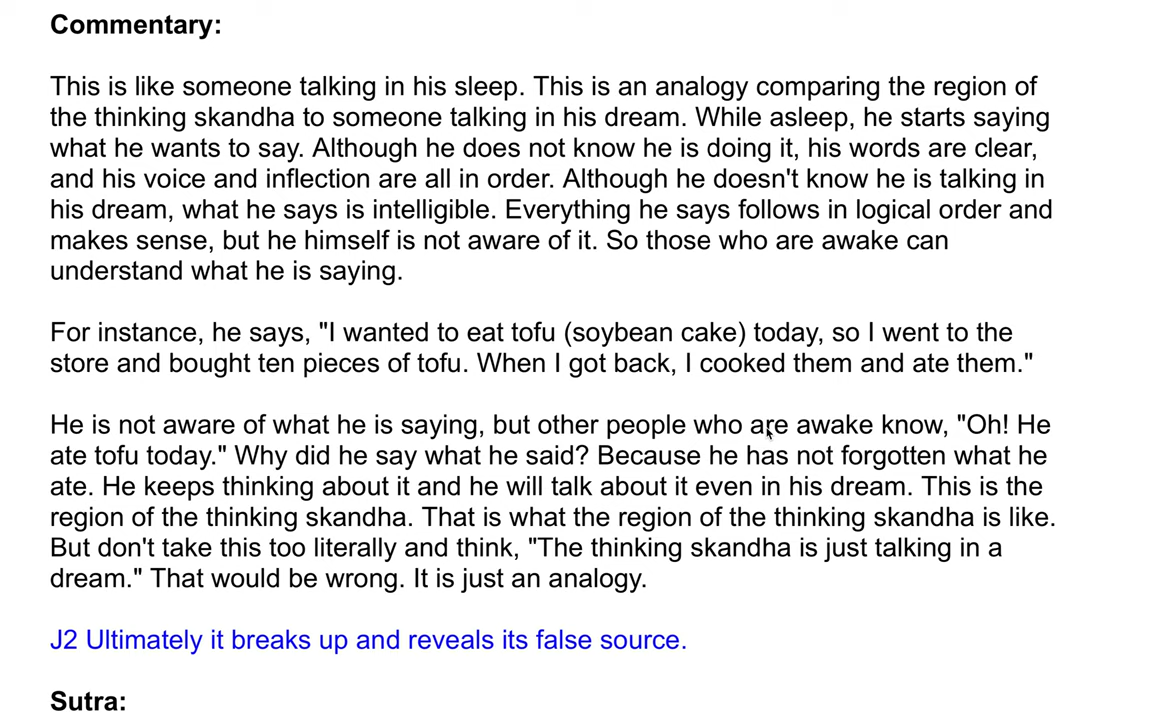 Commentary:
This is like someone talking in his sleep. This is an analogy comparing the region of
the thinking skandha to someone talking in his dream. While asleep, he starts saying
what he wants to say. Although he does not know he is doing it, his words are clear,
and his voice and inflection are all in order. Although he doesn't know he is talking in
his dream, what he says is intelligible. Everything he says follows in logical order and
makes sense, but he himself is not aware of it. So those who are awake can
understand what he is saying.
For instance, he says, "I wanted to eat tofu (soybean cake) today, so I went to the
store and bought ten pieces of tofu. When I got back, I cooked them and ate them."
He is not aware of what he is saying, but other people who are awake know, "Oh! He
ate tofu today." Why did he say what he said? Because he has not forgotten what he
ate. He keeps thinking about it and he will talk about it even in his dream. This is the
region of the thinking skandha. That is what the region of the thinking skandha is like.
But don't take this too literally and think, "The thinking skandha is just talking in a
dream." That would be wrong. It is just an analogy.
J2 Ultimately it breaks up and reveals its false source.
Sutra: